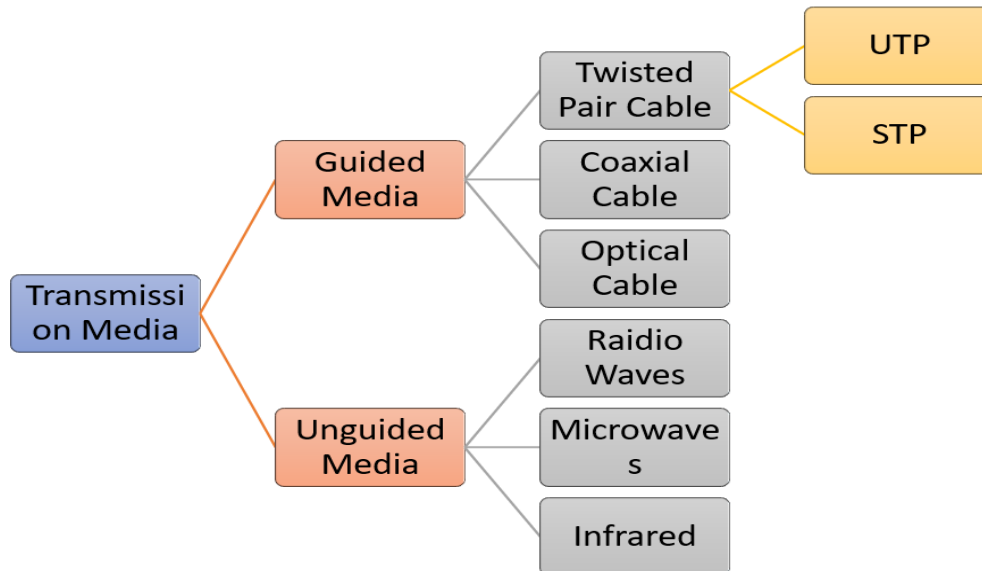 Transmissi
on Media
Guided
Media
Unguided
Media
Twisted
Pair Cable
Coaxial
Cable
Optical
Cable
Raidio
Waves
Microwave
s
Infrared
UTP
STP